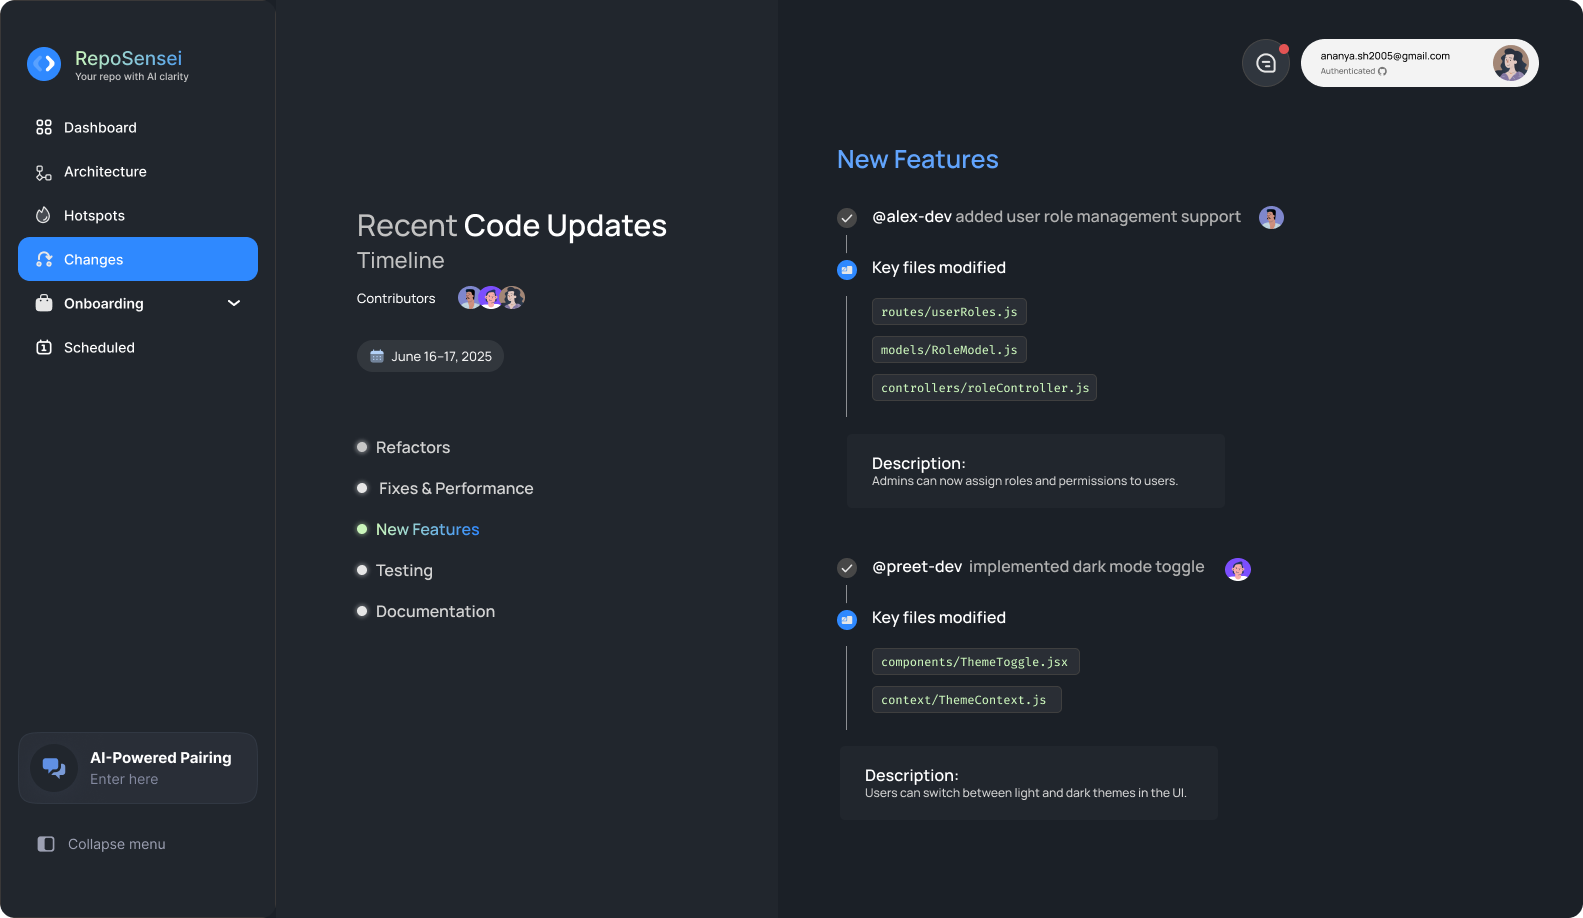 RepoSensei
Your repo with AI clarity
Dashboard
Architecture
Hotspots
Changes
Onboarding
Scheduled
AI-Powered Pairing
Enter here
Collapse menu
Recent Code Updates
Timeline
Contributors
June 16–17, 2025
Refactors
Fixes & Performance
New Features
Testing
Documentation
ananya.sh2005@gmail.com
Authenticated
New Features
@alex-dev added user role management support
Key files modified
routes/userRoles.js
models/RoleModel.js
controllers/roleController.js
Description:
Admins can now assign roles and permissions to users.
@preet-dev implemented dark mode toggle
Key files modified
components/ThemeToggle.jsx
context/ThemeContext.js
Description:
Users can switch between light and dark themes in the UI.